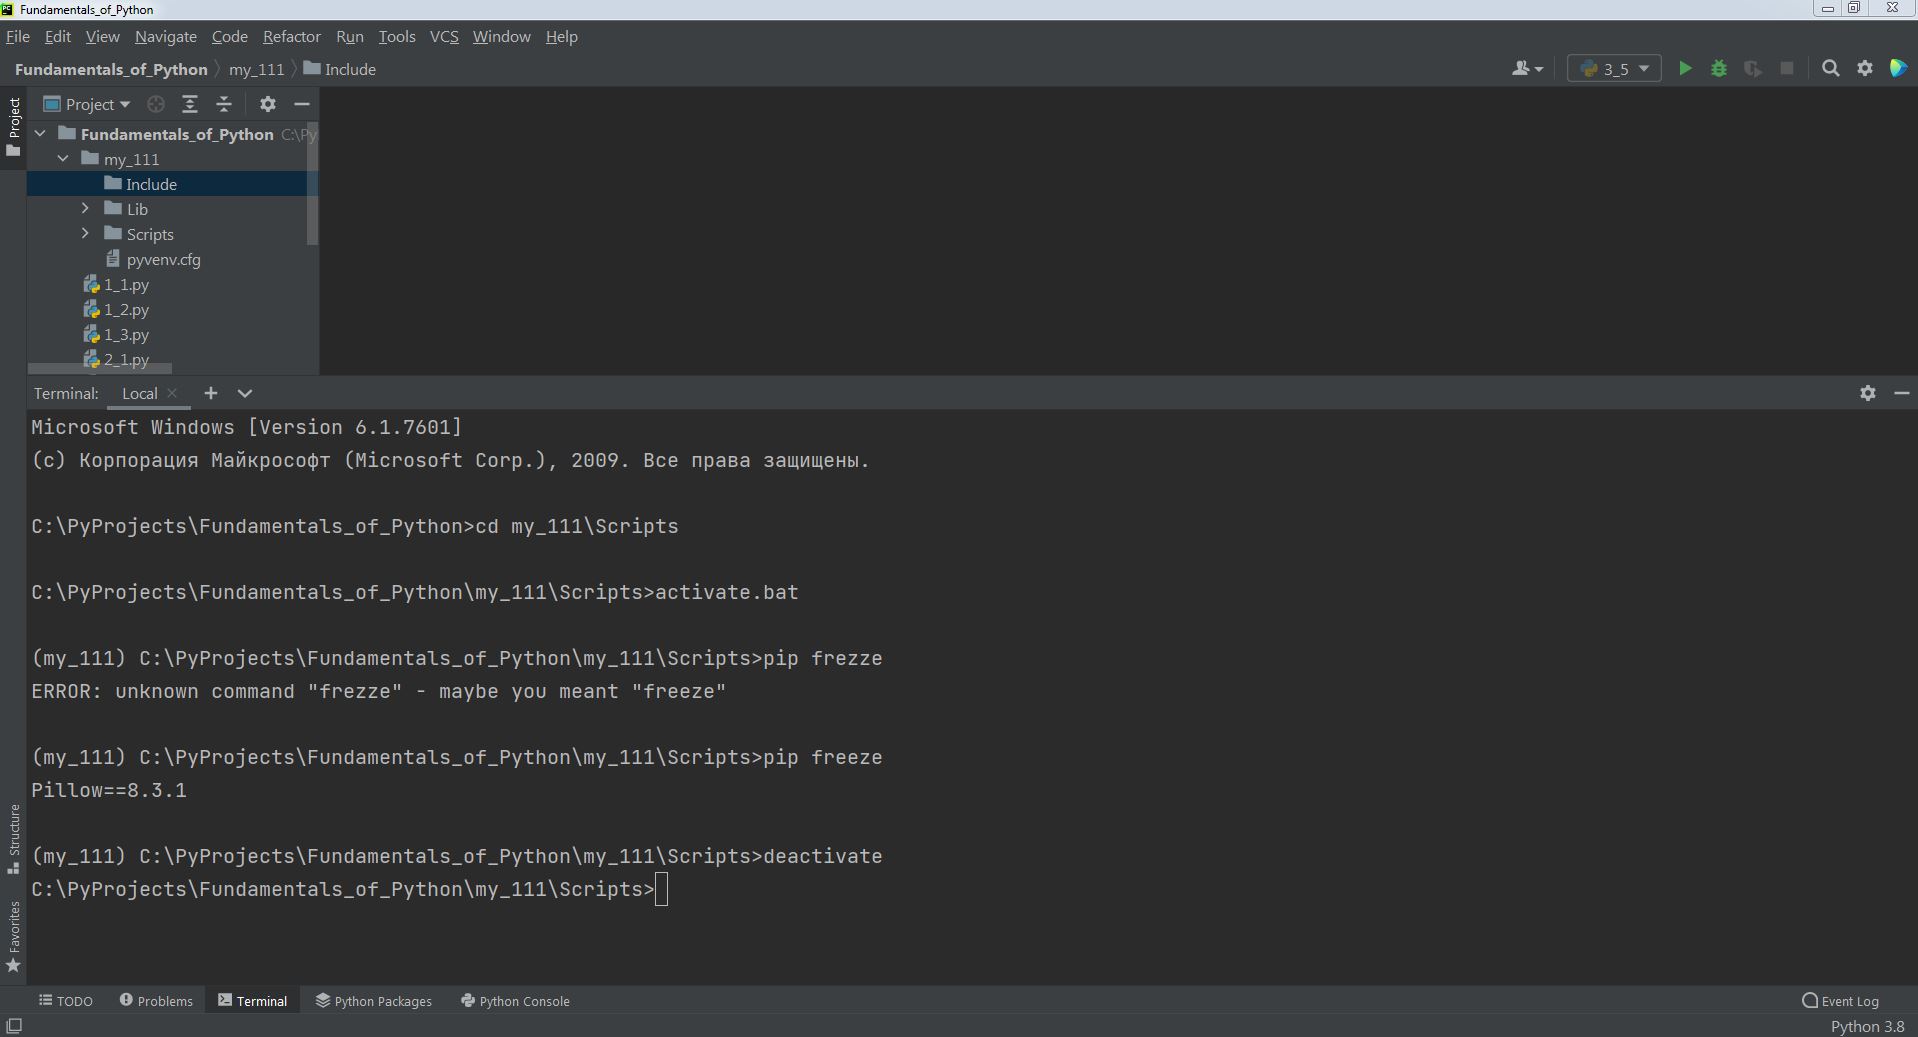 Fundamentals_of_Python
File Edit View Navigate Code Refactor Run Tools VCS Window Help
Fundamentals_of_Python my_111 Include
3_5
Project
Project
Fundamentals_of_Python C:\Py
my_111
Include
Lib
Scripts
pyvenv.cfg
1_1.py
1_2.py
1_3.py
2_1.py
Terminal: Local
Microsoft Windows [Version 6.1.7601]
(c) Корпорация Майкрософт (Microsoft Corp.), 2009. Все права защищены.
C:\PyProjects\Fundamentals_of_Python>cd my_111\Scripts
C:\PyProjects\Fundamentals_of_Python\my_111\Scripts>activate.bat
(my_111) C:\PyProjects\Fundamentals_of_Python\my_111\Scripts>pip frezze
ERROR: unknown command "frezze" - maybe you meant "freeze"
(my_111) C:\PyProjects\Fundamentals_of_Python\my_111\Scripts>pip freeze
Pillow==8.3.1
(my_111) C:\PyProjects\Fundamentals_of_Python\my_111\Scripts>deactivate
C:\PyProjects\Fundamentals_of_Python\my_111\Scripts>
Structure
Favorites
TODO Problems Terminal Python Packages Python Console Event Log
Python 3.8